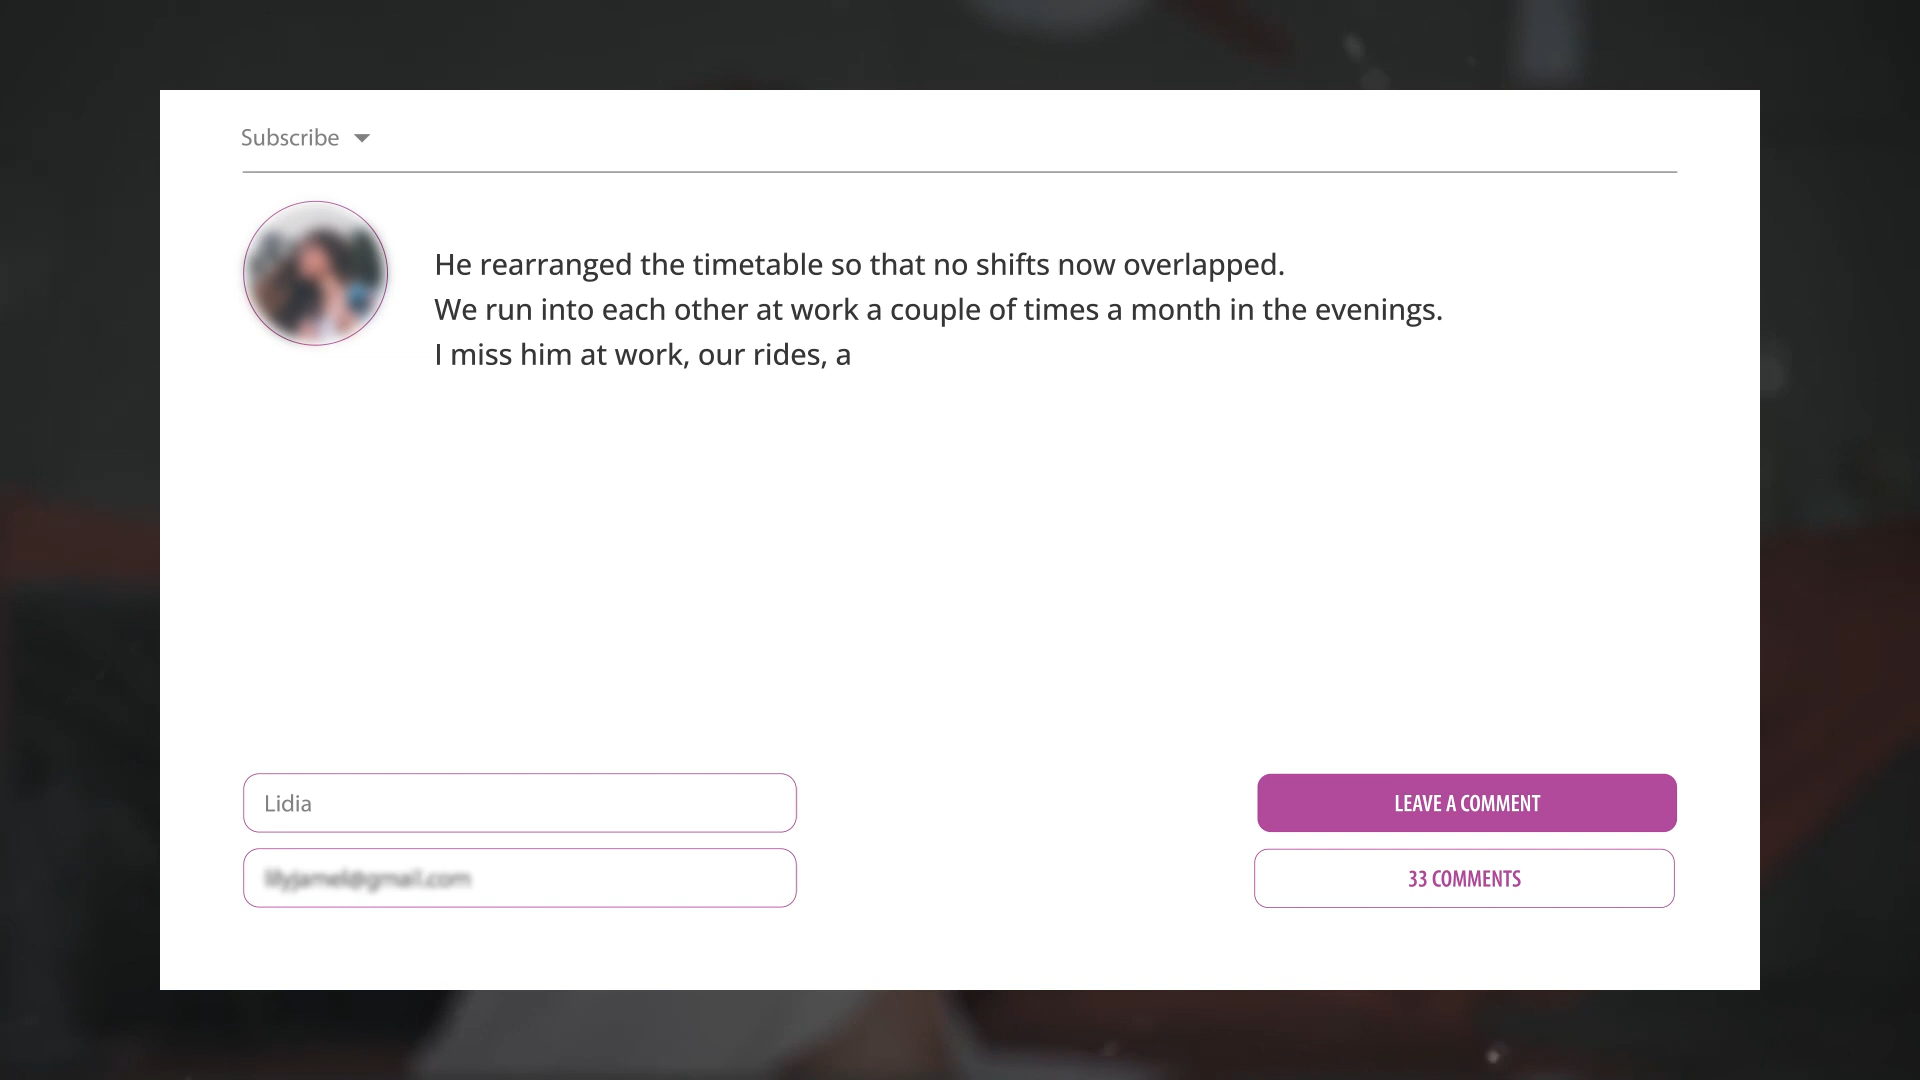 Subscribe
He rearranged the timetable so that no shifts now overlapped.
We run into each other at work a couple of times a month in the evenings.
I miss him at work, our rides, a
Lidia
LEAVE A COMMENT
33 COMMENTS